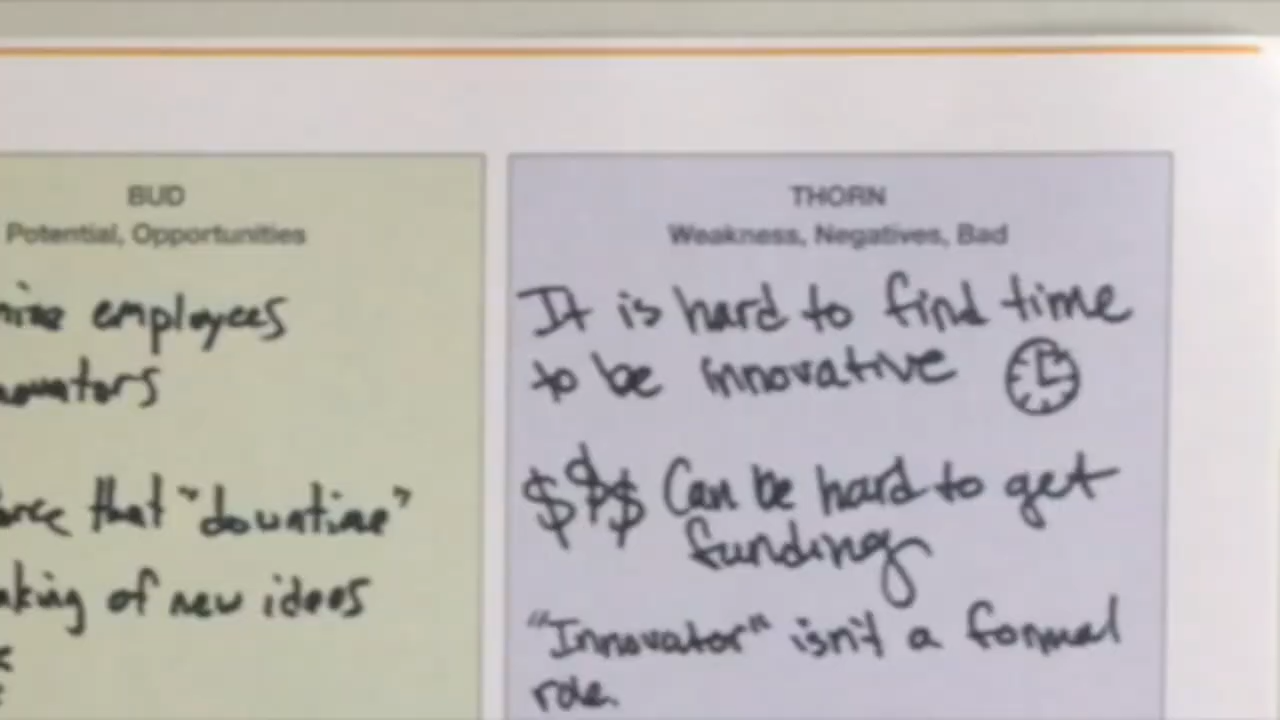 BUD
Potential, Opportunities
employees
that "downtime"
of new ideas
THORN
Weakness, Negatives, Bad
It is hard to find time
to be innovative
$$$ Can be hard to get
funding
"Innovator" isn't a formal
role.